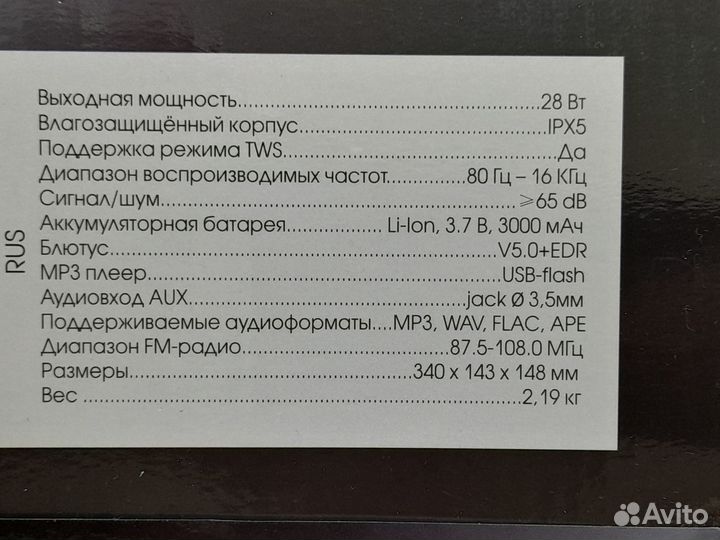 RUS
Выходная мощность..............................................28 Вт
Влагозащищённый корпус......................................IPX5
Поддержка режима TWS..........................................Да
Диапазон воспроизводимых частот...........80 Гц – 16 КГц
Сигнал/шум....................................................⩾65 dB
Аккумуляторная батарея..............Li-Ion, 3.7 В, 3000 мАч
Блютус.......................................................V5.0+EDR
MP3 плеер...................................................USB-flash
Аудиовход AUX........................................jack Ø 3,5мм
Поддерживаемые аудиоформаты....MP3, WAV, FLAC, APE
Диапазон FM-радио..............................87.5-108.0 МГц
Размеры..........................................340 x 143 x 148 мм
Вес ..............................................................2,19 кг
Avito